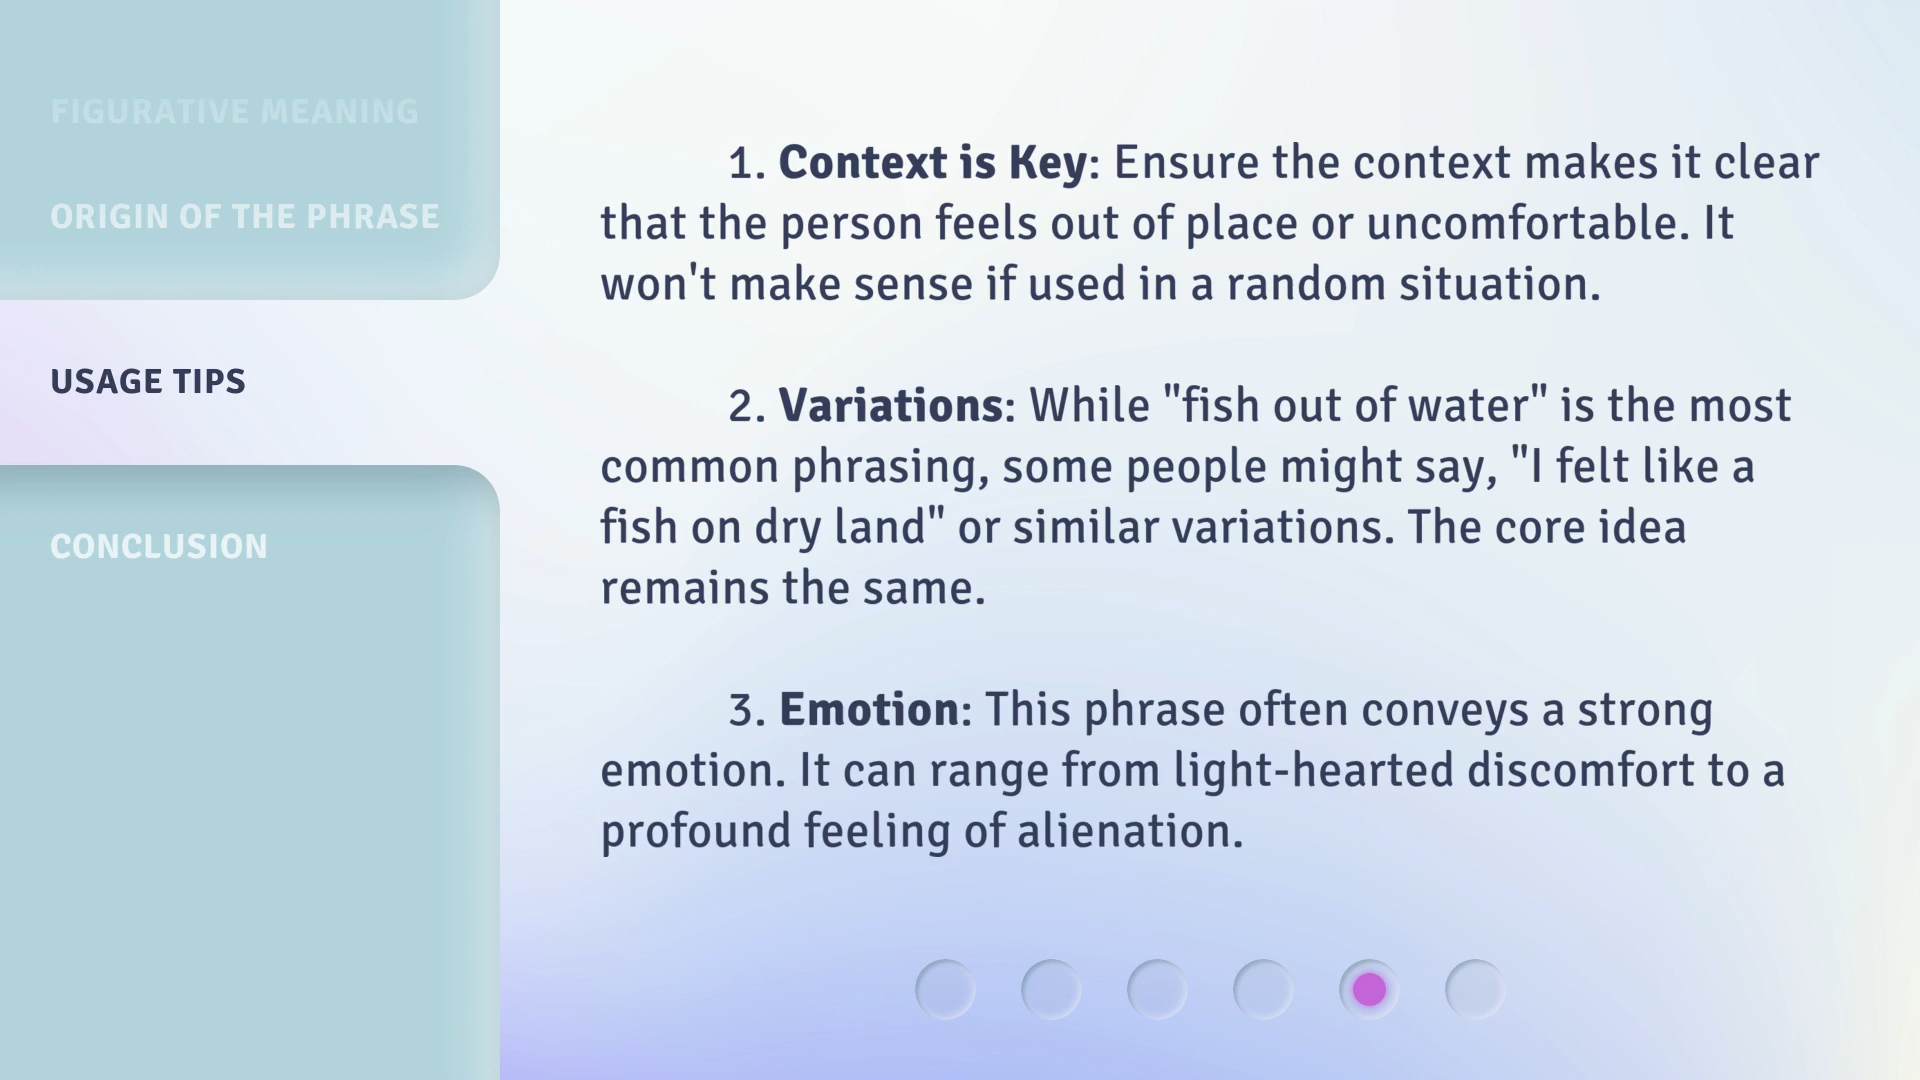 FIGURATIVE MEANING
ORIGIN OF THE PHRASE
USAGE TIPS
CONCLUSION
1. Context is Key: Ensure the context makes it clear
that the person feels out of place or uncomfortable. It
won't make sense if used in a random situation.
2. Variations: While "fish out of water" is the most
common phrasing, some people might say, "I felt like a
fish on dry land" or similar variations. The core idea
remains the same.
3. Emotion: This phrase often conveys a strong
emotion. It can range from light-hearted discomfort to a
profound feeling of alienation.